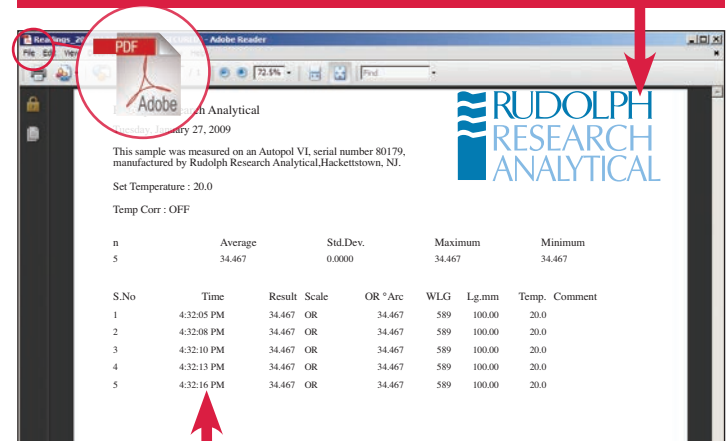 Readings_20 - Adobe Reader
File Edit View
72.5%
Find
PDF
Adobe
RUDOLPH
RESEARCH
ANALYTICAL
Research Analytical
Tuesday, January 27, 2009
This sample was measured on an Autopol VI, serial number 80179,
manufactured by Rudolph Research Analytical,Hackettstown, NJ.
Set Temperature : 20.0
Temp Corr : OFF
n Average Std.Dev. Maximum Minimum
5 34.467 0.0000 34.467 34.467
S.No Time Result Scale OR °Arc WLG Lg.mm Temp. Comment
1 4:32:05 PM 34.467 OR 34.467 589 100.00 20.0
2 4:32:08 PM 34.467 OR 34.467 589 100.00 20.0
3 4:32:10 PM 34.467 OR 34.467 589 100.00 20.0
4 4:32:13 PM 34.467 OR 34.467 589 100.00 20.0
5 4:32:16 PM 34.467 OR 34.467 589 100.00 20.0